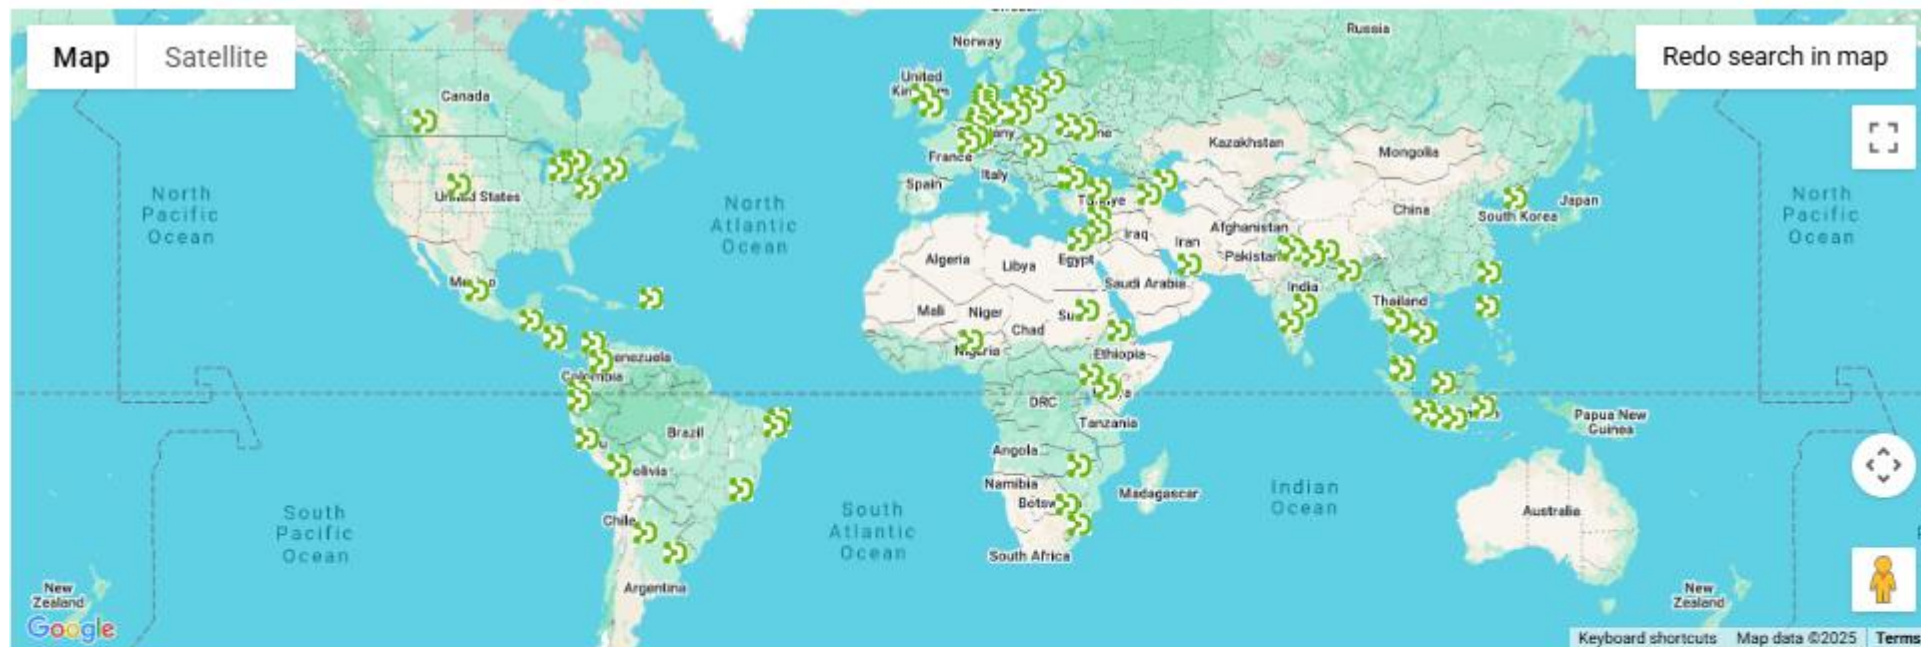 Map
Satellite
Redo search in map
Russia
Norway
United
Canada
Kazakhstan
Mongolia
France
Italy
Spain
North
Pacific
Ocean
United States
North
Atlantic
Ocean
China
Japan
South Korea
North
Pacific
Ocean
Afghanistan
Iraq
Iran
Pakistan
Algeria
Libya
Egypt
Saudi Arabia
India
Thailand
Mali
Niger
Chad
Nigeria
Ethiopia
Colombia
DRC
Tanzania
Papua New
Guinea
Brazil
Angola
Namibia
Madagascar
Indian
Ocean
South
Pacific
Ocean
Chile
South
Atlantic
Ocean
Australia
South Africa
Argentina
New
Zealand
New
Zealand
Google
Keyboard shortcuts
Map data ©2025
Terms